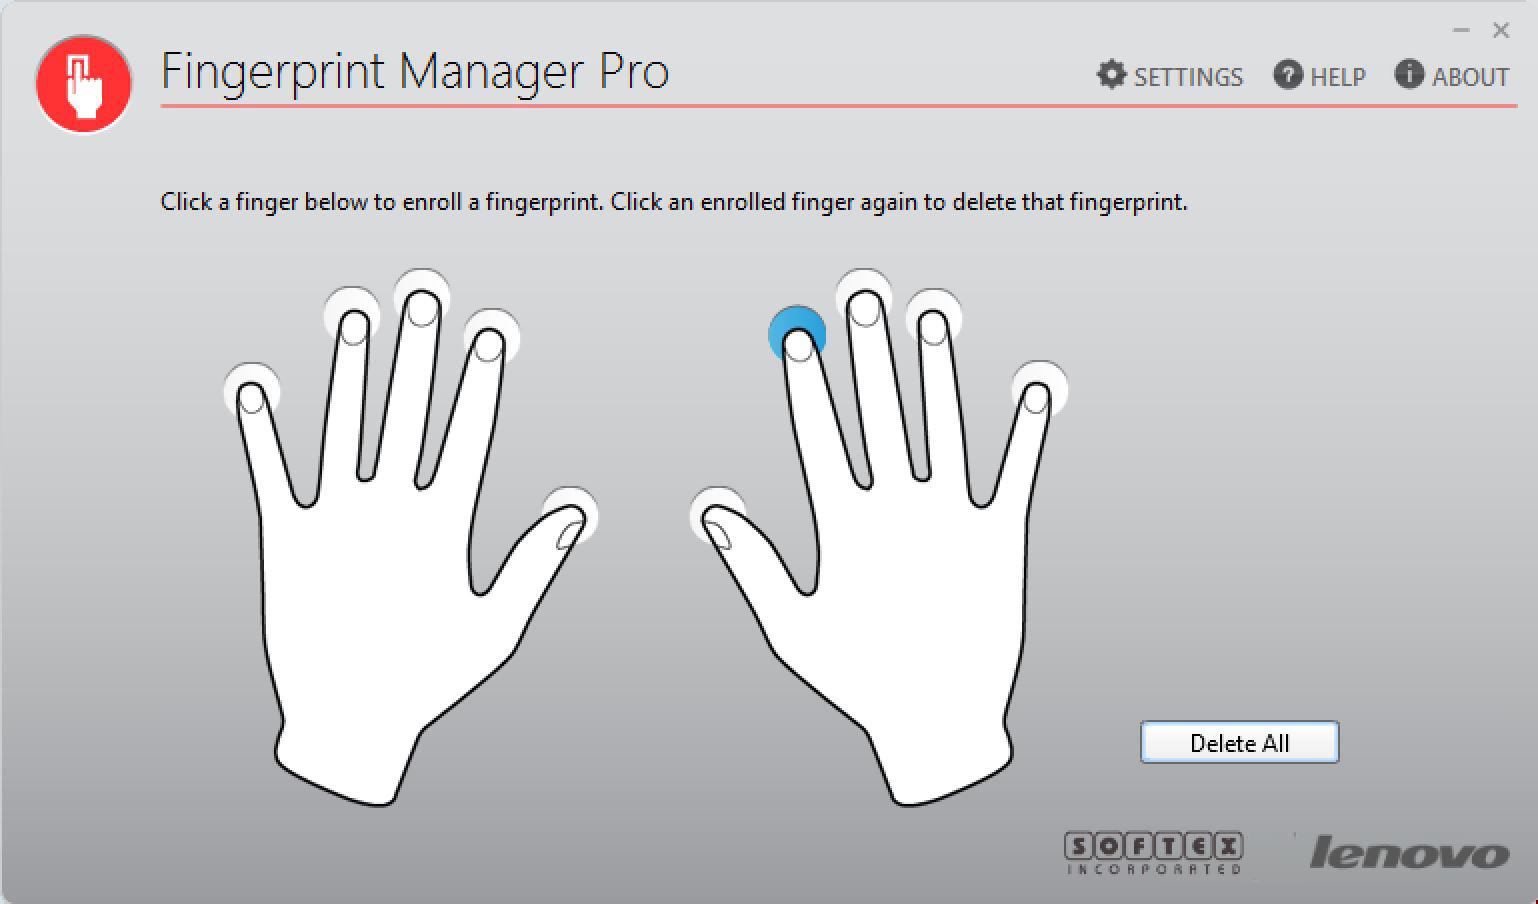 Fingerprint Manager Pro
SETTINGS
HELP
ABOUT
Click a finger below to enroll a fingerprint. Click an enrolled finger again to delete that fingerprint.
Delete All
SOFTEX
INCORPORATED
lenovo